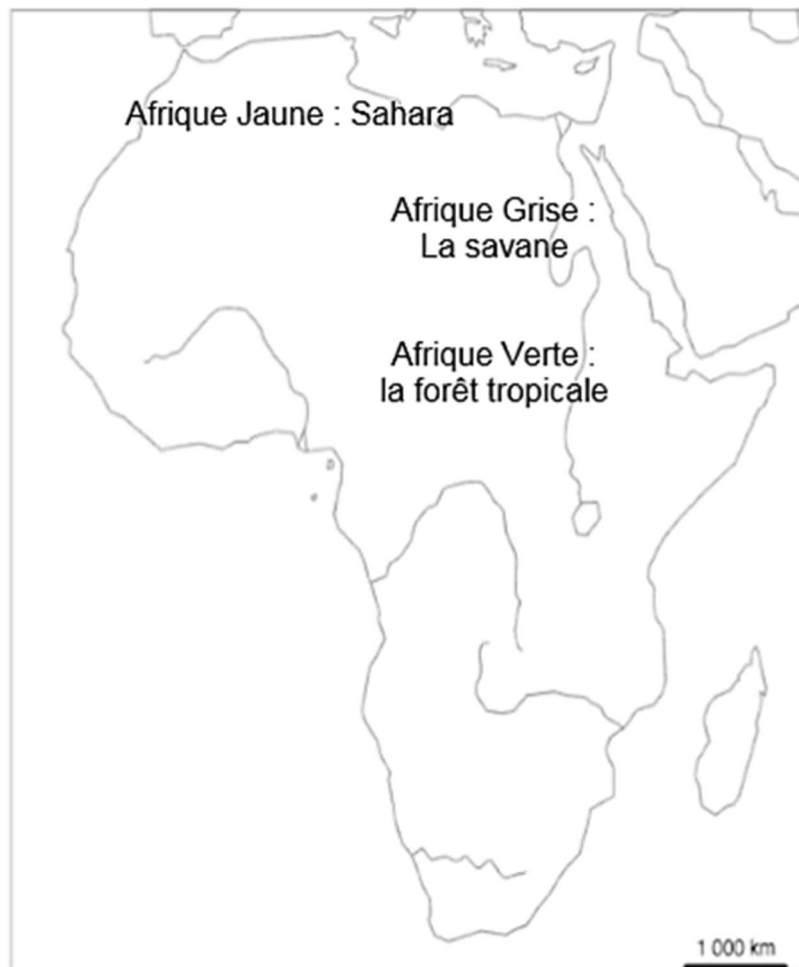 Afrique Jaune : Sahara
Afrique Grise :
La savane
Afrique Verte :
la forêt tropicale
1 000 km